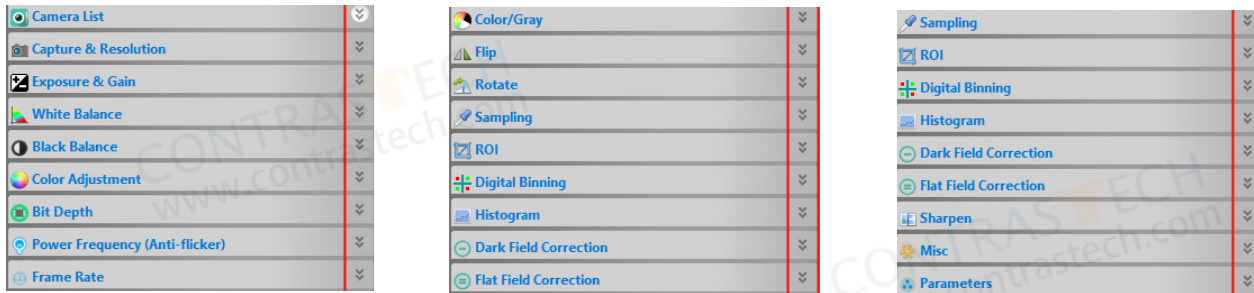 Camera List
Capture & Resolution
Exposure & Gain
White Balance
Black Balance
Color Adjustment
Bit Depth
Power Frequency (Anti-flicker)
Frame Rate
Color/Gray
Flip
Rotate
Sampling
ROI
Digital Binning
Histogram
Dark Field Correction
Flat Field Correction
Sampling
ROI
Digital Binning
Histogram
Dark Field Correction
Flat Field Correction
Sharpen
Misc
Parameters
CONTRASTECH
www.contrastech.com
CONTRASTECH
contrastech.com